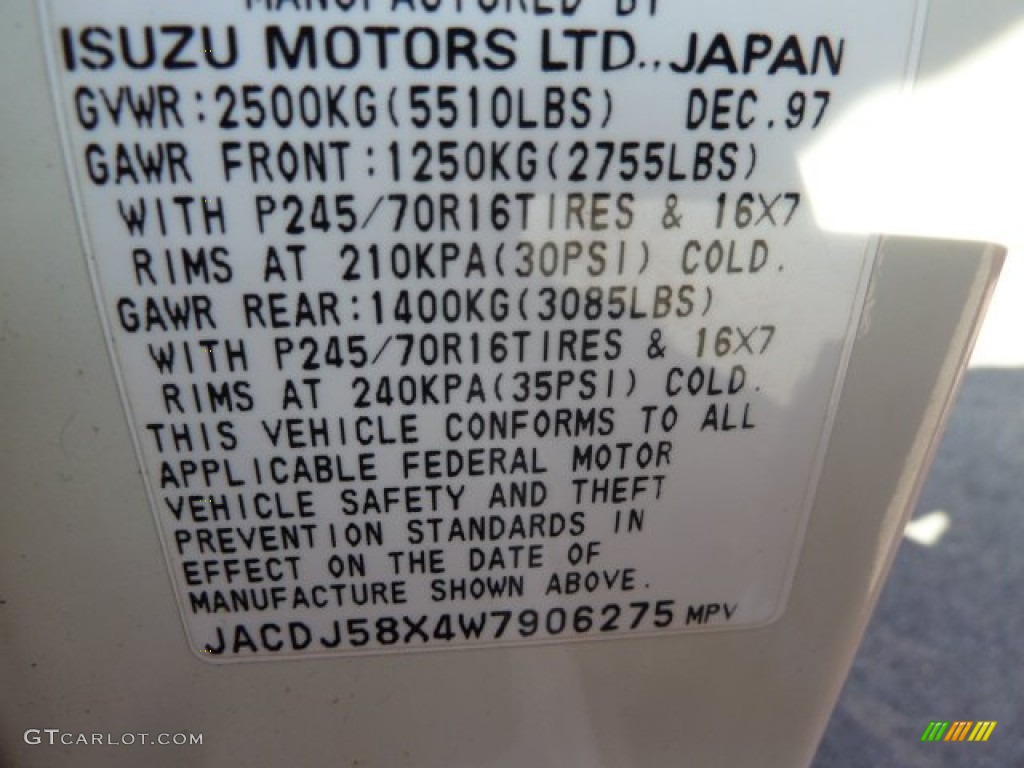 MANUFACTURED BY
ISUZU MOTORS LTD., JAPAN
GVWR:2500KG(5510LBS) DEC.97
GAWR FRONT:1250KG(2755LBS)
WITH P245/70R16TIRES & 16X7
RIMS AT 210KPA(30PSI) COLD.
GAWR REAR:1400KG(3085LBS)
WITH P245/70R16TIRES & 16X7
RIMS AT 240KPA(35PSI) COLD.
THIS VEHICLE CONFORMS TO ALL
APPLICABLE FEDERAL MOTOR
VEHICLE SAFETY AND THEFT
PREVENTION STANDARDS IN
EFFECT ON THE DATE OF
MANUFACTURE SHOWN ABOVE.
JACDJ58X4W7906275 MPV
GTCARLOT.COM